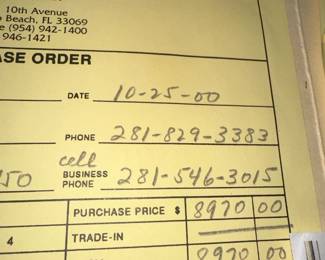 10th Avenue
Beach, FL 33069
(954) 942-1400
946-1421
ASE ORDER
DATE 10-25-00
PHONE 281-829-3383
cell
50 BUSINESS PHONE 281-546-3015
PURCHASE PRICE $ 8970 00
4 TRADE-IN
8970 00